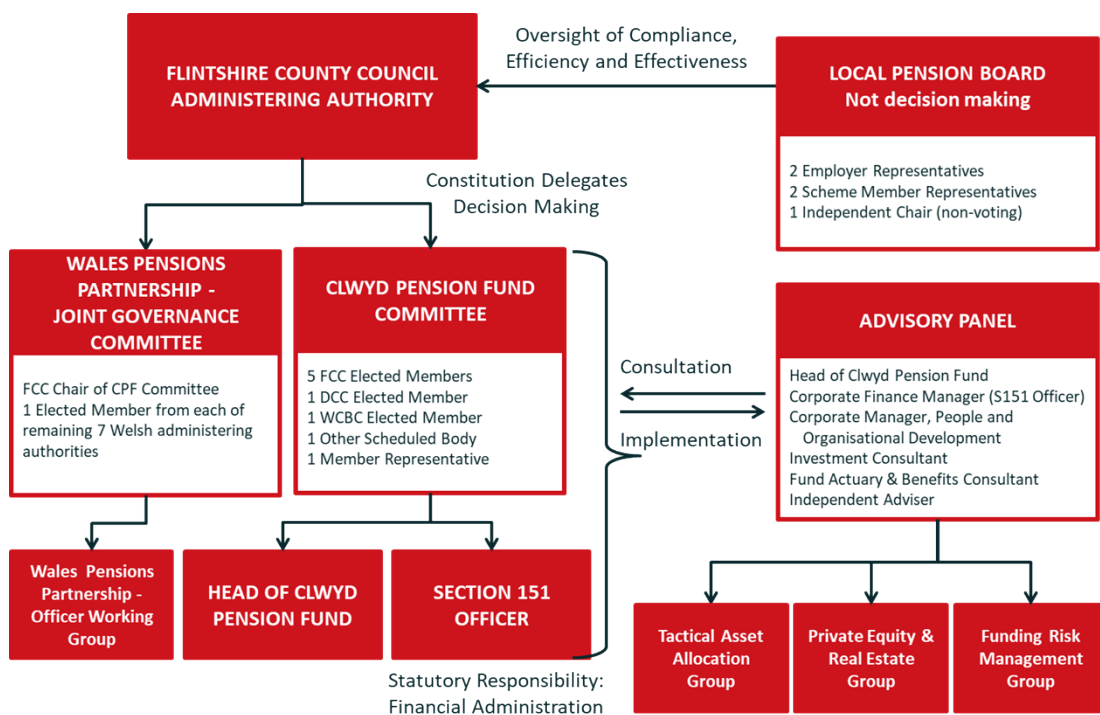 FLINTSHIRE COUNTY COUNCIL
ADMINISTERING AUTHORITY
Oversight of Compliance,
Efficiency and Effectiveness
LOCAL PENSION BOARD
Not decision making
2 Employer Representatives
2 Scheme Member Representatives
1 Independent Chair (non-voting)
Constitution Delegates
Decision Making
WALES PENSIONS
PARTNERSHIP -
JOINT GOVERNANCE
COMMITTEE
FCC Chair of CPF Committee
1 Elected Member from each of
remaining 7 Welsh administering
authorities
CLWYD PENSION FUND
COMMITTEE
5 FCC Elected Members
1 DCC Elected Member
1 WCBC Elected Member
1 Other Scheduled Body
1 Member Representative
Consultation
Implementation
ADVISORY PANEL
Head of Clwyd Pension Fund
Corporate Finance Manager (S151 Officer)
Corporate Manager, People and
Organisational Development
Investment Consultant
Fund Actuary & Benefits Consultant
Independent Adviser
Wales Pensions
Partnership -
Officer Working
Group
HEAD OF CLWYD
PENSION FUND
SECTION 151
OFFICER
Statutory Responsibility:
Financial Administration
Tactical Asset
Allocation
Group
Private Equity &
Real Estate
Group
Funding Risk
Management
Group